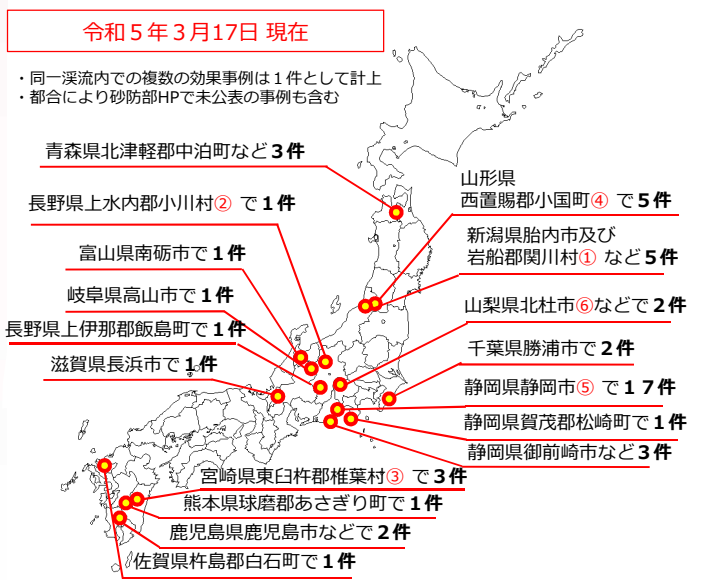 令和５年３月17日 現在
・同一渓流内での複数の効果事例は１件として計上
・都合により砂防部HPで未公表の事例も含む
青森県北津軽郡中泊町など３件
長野県上水内郡小川村② で１件
富山県南砺市で１件
岐阜県高山市で１件
長野県上伊那郡飯島町で１件
滋賀県長浜市で１件
山形県
西置賜郡小国町④ で５件
新潟県胎内市及び
岩船郡関川村① など５件
山梨県北杜市⑥などで２件
千葉県勝浦市で２件
静岡県静岡市⑤ で１７件
静岡県賀茂郡松崎町で１件
静岡県御前崎市など３件
宮崎県東臼杵郡椎葉村③ で３件
熊本県球磨郡あさぎり町で１件
鹿児島県鹿児島市などで２件
佐賀県杵島郡白石町で１件